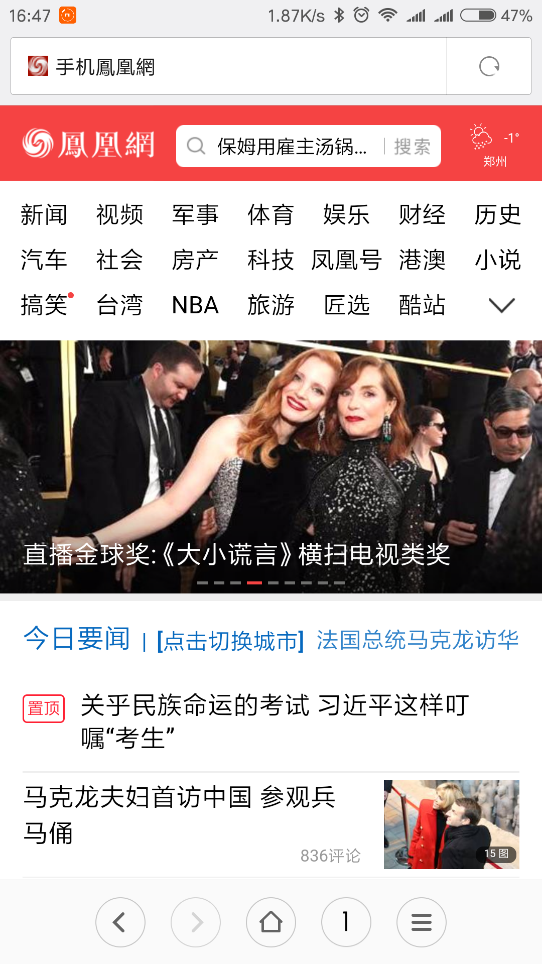 16:47 1.87K/s 47%
手机鳳凰網
鳳凰網 保姆用雇主汤锅... 搜索 -1°
郑州
新闻 视频 军事 体育 娱乐 财经 历史
汽车 社会 房产 科技 凤凰号 港澳 小说
搞笑 台湾 NBA 旅游 匠选 酷站
直播金球奖:《大小谎言》横扫电视类奖
今日要闻 | [点击切换城市] 法国总统马克龙访华
置顶 关乎民族命运的考试 习近平这样叮
嘱“考生”
马克龙夫妇首访中国 参观兵
马俑
836评论
15 图
1